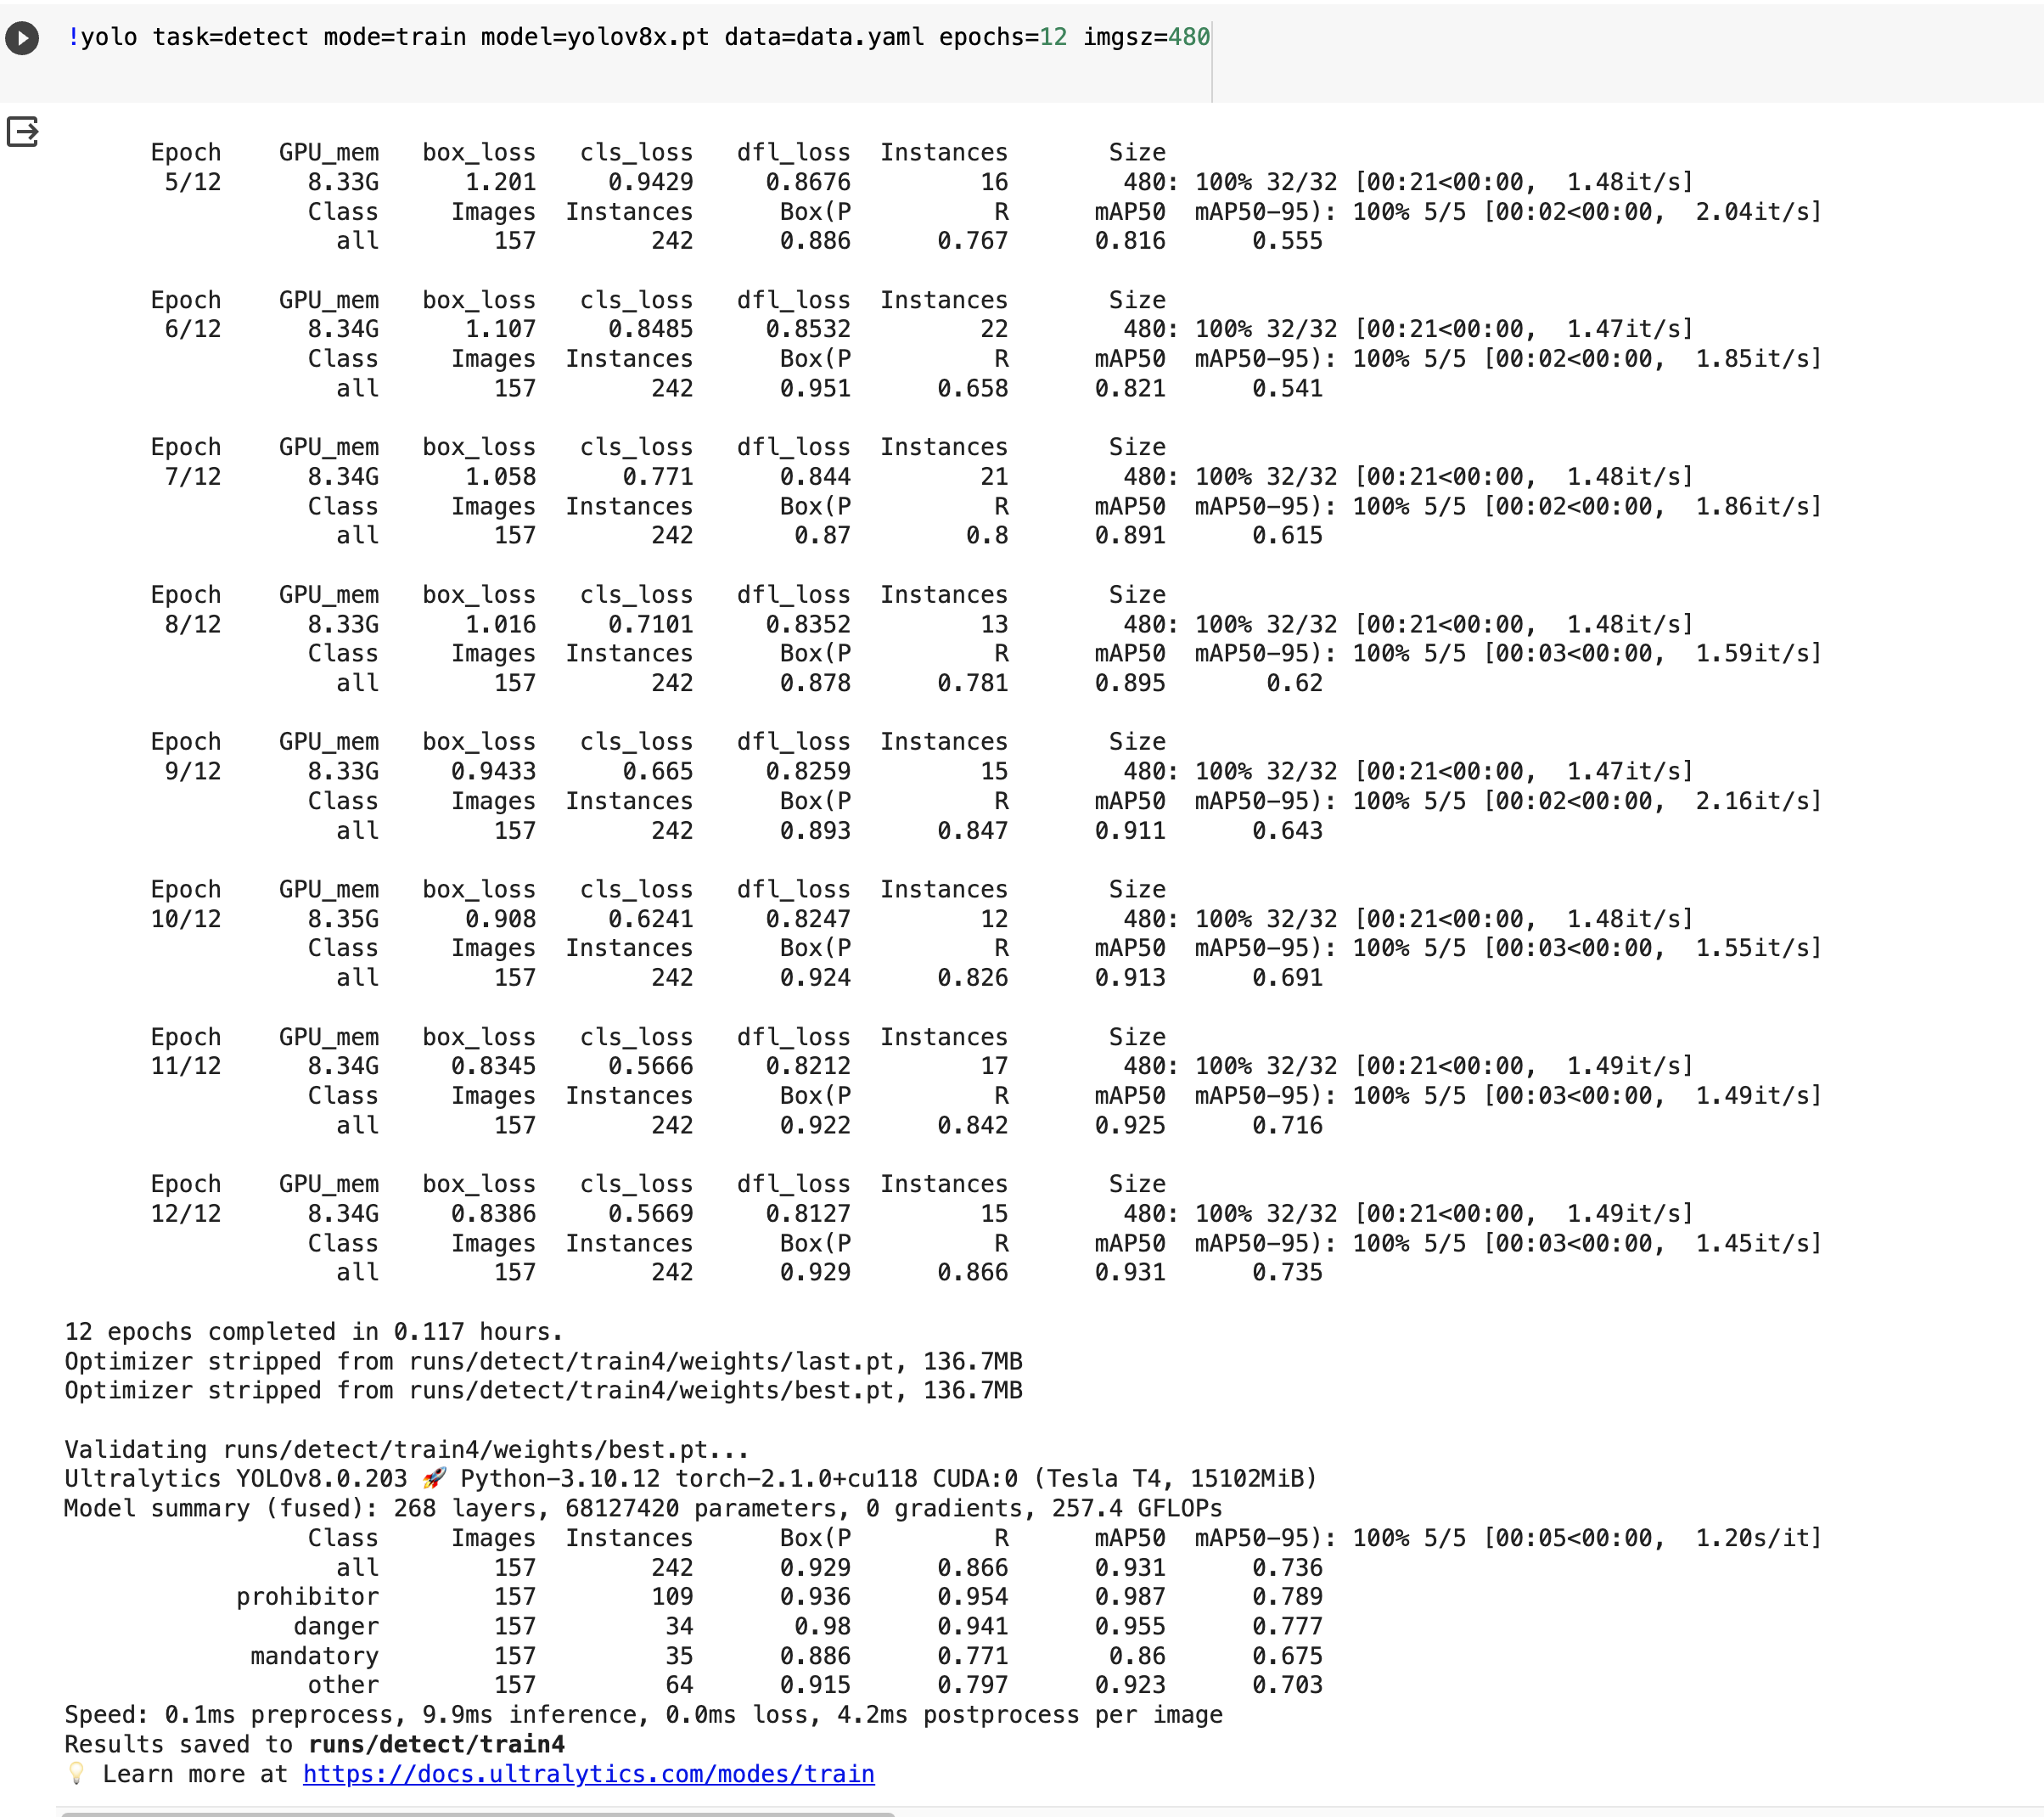 !yolo task=detect mode=train model=yolov8x.pt data=data.yaml epochs=12 imgsz=480
Epoch GPU_mem box_loss cls_loss dfl_loss Instances Size
5/12 8.33G 1.201 0.9429 0.8676 16 480: 100% 32/32 [00:21<00:00, 1.48it/s]
Class Images Instances Box(P R mAP50 mAP50-95): 100% 5/5 [00:02<00:00, 2.04it/s]
all 157 242 0.886 0.767 0.816 0.555
Epoch GPU_mem box_loss cls_loss dfl_loss Instances Size
6/12 8.34G 1.107 0.8485 0.8532 22 480: 100% 32/32 [00:21<00:00, 1.47it/s]
Class Images Instances Box(P R mAP50 mAP50-95): 100% 5/5 [00:02<00:00, 1.85it/s]
all 157 242 0.951 0.658 0.821 0.541
Epoch GPU_mem box_loss cls_loss dfl_loss Instances Size
7/12 8.34G 1.058 0.771 0.844 21 480: 100% 32/32 [00:21<00:00, 1.48it/s]
Class Images Instances Box(P R mAP50 mAP50-95): 100% 5/5 [00:02<00:00, 1.86it/s]
all 157 242 0.87 0.8 0.891 0.615
Epoch GPU_mem box_loss cls_loss dfl_loss Instances Size
8/12 8.33G 1.016 0.7101 0.8352 13 480: 100% 32/32 [00:21<00:00, 1.48it/s]
Class Images Instances Box(P R mAP50 mAP50-95): 100% 5/5 [00:03<00:00, 1.59it/s]
all 157 242 0.878 0.781 0.895 0.62
Epoch GPU_mem box_loss cls_loss dfl_loss Instances Size
9/12 8.33G 0.9433 0.665 0.8259 15 480: 100% 32/32 [00:21<00:00, 1.47it/s]
Class Images Instances Box(P R mAP50 mAP50-95): 100% 5/5 [00:02<00:00, 2.16it/s]
all 157 242 0.893 0.847 0.911 0.643
Epoch GPU_mem box_loss cls_loss dfl_loss Instances Size
10/12 8.35G 0.908 0.6241 0.8247 12 480: 100% 32/32 [00:21<00:00, 1.48it/s]
Class Images Instances Box(P R mAP50 mAP50-95): 100% 5/5 [00:03<00:00, 1.55it/s]
all 157 242 0.924 0.826 0.913 0.691
Epoch GPU_mem box_loss cls_loss dfl_loss Instances Size
11/12 8.34G 0.8345 0.5666 0.8212 17 480: 100% 32/32 [00:21<00:00, 1.49it/s]
Class Images Instances Box(P R mAP50 mAP50-95): 100% 5/5 [00:03<00:00, 1.49it/s]
all 157 242 0.922 0.842 0.925 0.716
Epoch GPU_mem box_loss cls_loss dfl_loss Instances Size
12/12 8.34G 0.8386 0.5669 0.8127 15 480: 100% 32/32 [00:21<00:00, 1.49it/s]
Class Images Instances Box(P R mAP50 mAP50-95): 100% 5/5 [00:03<00:00, 1.45it/s]
all 157 242 0.929 0.866 0.931 0.735
12 epochs completed in 0.117 hours.
Optimizer stripped from runs/detect/train4/weights/last.pt, 136.7MB
Optimizer stripped from runs/detect/train4/weights/best.pt, 136.7MB
Validating runs/detect/train4/weights/best.pt...
Ultralytics YOLOv8.0.203 🚀 Python-3.10.12 torch-2.1.0+cu118 CUDA:0 (Tesla T4, 15102MiB)
Model summary (fused): 268 layers, 68127420 parameters, 0 gradients, 257.4 GFLOPs
Class Images Instances Box(P R mAP50 mAP50-95): 100% 5/5 [00:05<00:00, 1.20s/it]
all 157 242 0.929 0.866 0.931 0.736
prohibitor 157 109 0.936 0.954 0.987 0.789
danger 157 34 0.98 0.941 0.955 0.777
mandatory 157 35 0.886 0.771 0.86 0.675
other 157 64 0.915 0.797 0.923 0.703
Speed: 0.1ms preprocess, 9.9ms inference, 0.0ms loss, 4.2ms postprocess per image
Results saved to runs/detect/train4
💡 Learn more at https://docs.ultralytics.com/modes/train